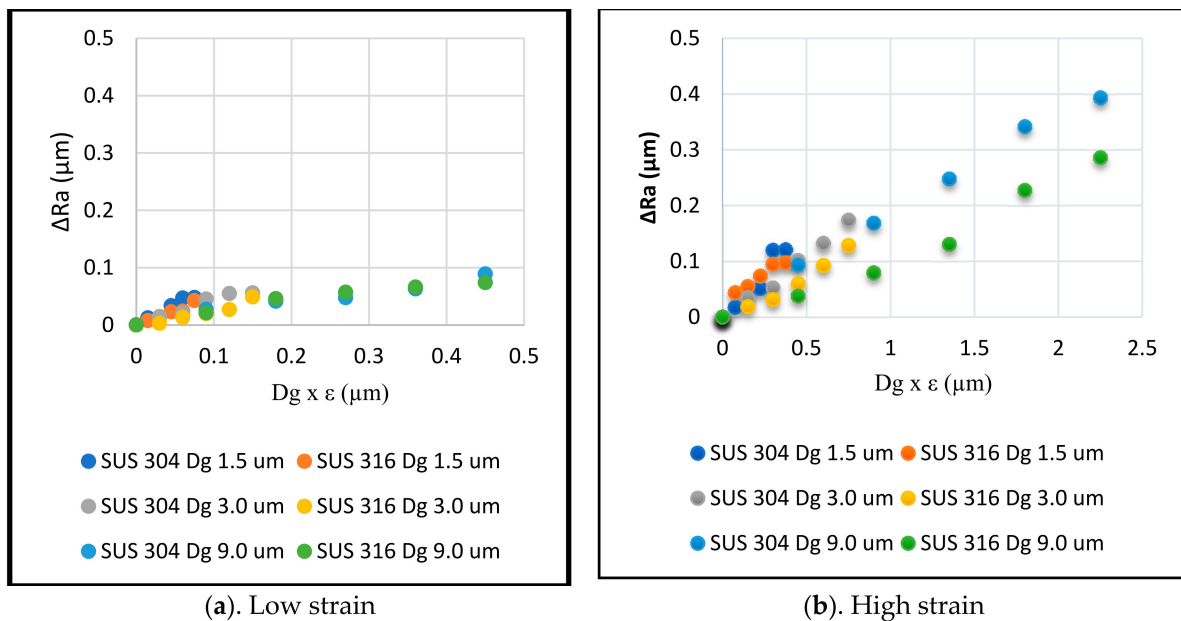 0.5
0.4
0.3
0.2
0.1
0
ΔRa (µm)
0 0.1 0.2 0.3 0.4 0.5
Dg x ε (µm)
SUS 304 Dg 1.5 um SUS 316 Dg 1.5 um
SUS 304 Dg 3.0 um SUS 316 Dg 3.0 um
SUS 304 Dg 9.0 um SUS 316 Dg 9.0 um
(a). Low strain
0.5
0.4
0.3
0.2
0.1
0
ΔRa (µm)
0 0.5 1 1.5 2 2.5
Dg x ε (µm)
SUS 304 Dg 1.5 um SUS 316 Dg 1.5 um
SUS 304 Dg 3.0 um SUS 316 Dg 3.0 um
SUS 304 Dg 9.0 um SUS 316 Dg 9.0 um
(b). High strain